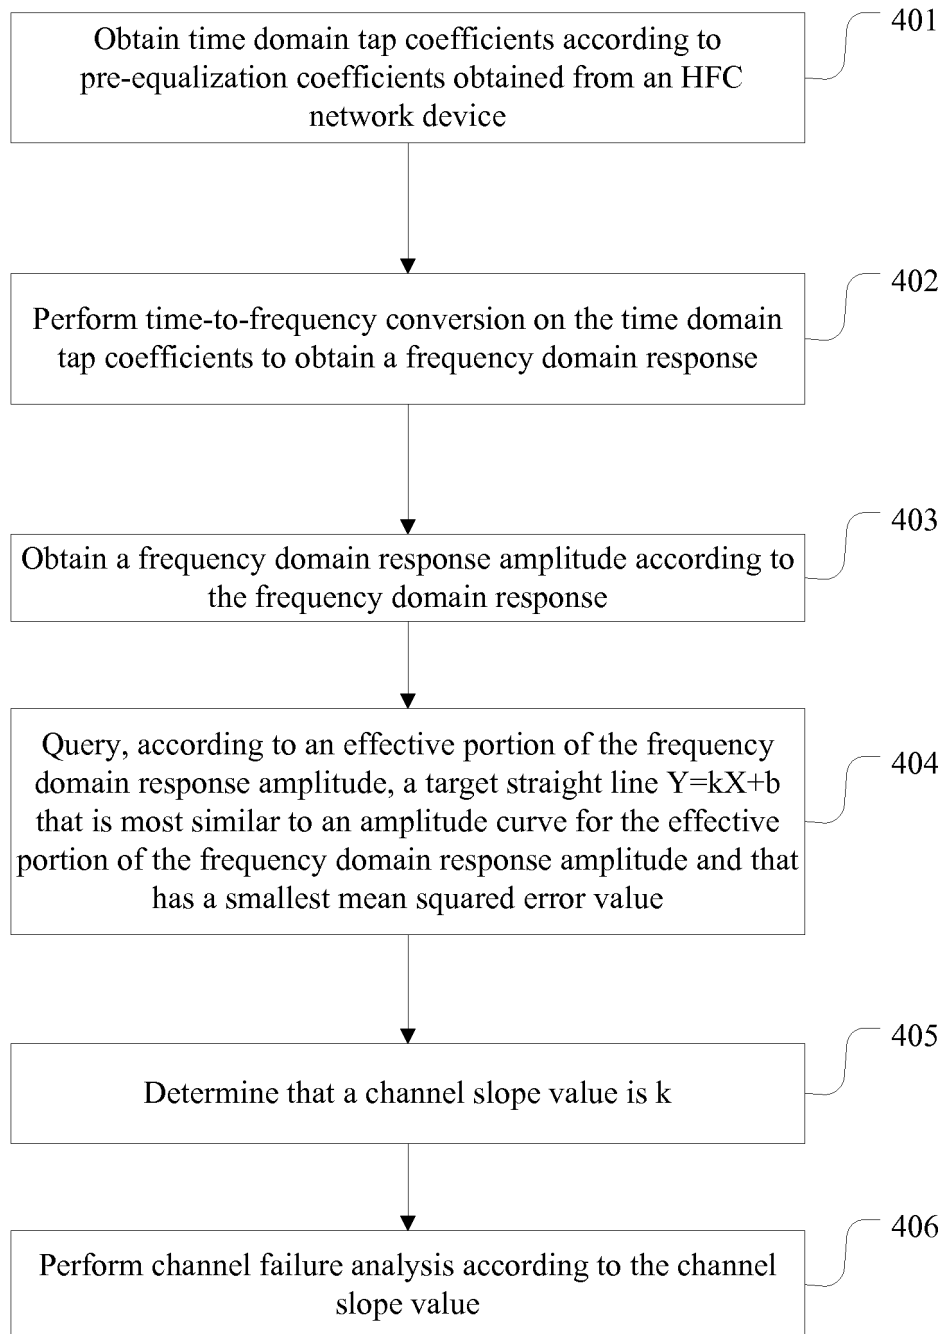 401
Obtain time domain tap coefficients according to
pre-equalization coefficients obtained from an HFC
network device
402
Perform time-to-frequency conversion on the time domain
tap coefficients to obtain a frequency domain response
403
Obtain a frequency domain response amplitude according to
the frequency domain response
404
Query, according to an effective portion of the frequency
domain response amplitude, a target straight line Y=kX+b
that is most similar to an amplitude curve for the effective
portion of the frequency domain response amplitude and that
has a smallest mean squared error value
405
Determine that a channel slope value is k
406
Perform channel failure analysis according to the channel
slope value